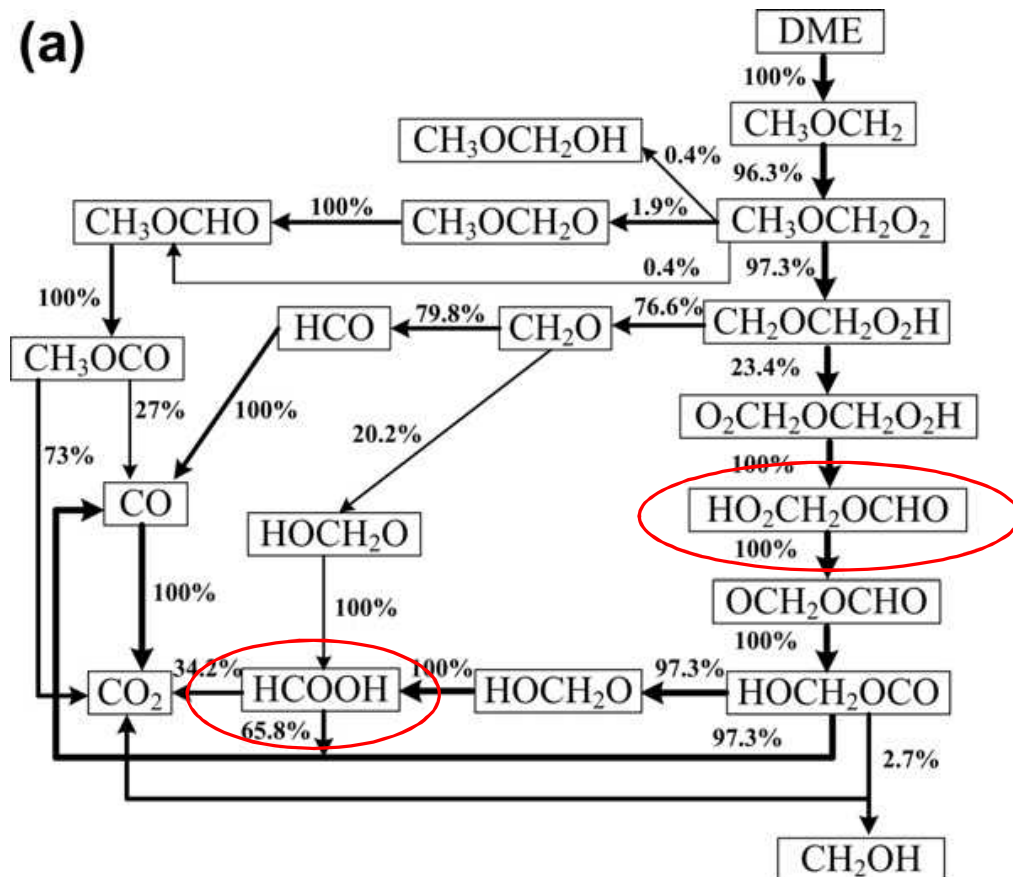 (a)
DME
100%
CH₃OCH₂
CH₃OCH₂OH
0.4%
96.3%
CH₃OCHO
100%
CH₃OCH₂O
1.9%
CH₃OCH₂O₂
0.4%
97.3%
100%
HCO
79.8%
CH₂O
76.6%
CH₂OCH₂O₂H
CH₃OCO
23.4%
27%
100%
O₂CH₂OCH₂O₂H
73%
20.2%
100%
CO
HO₂CH₂OCHO
HOCH₂O
100%
100%
100%
OCH₂OCHO
100%
34.2%
100%
97.3%
CO₂
HCOOH
HOCH₂O
HOCH₂OCO
65.8%
97.3%
2.7%
CH₂OH